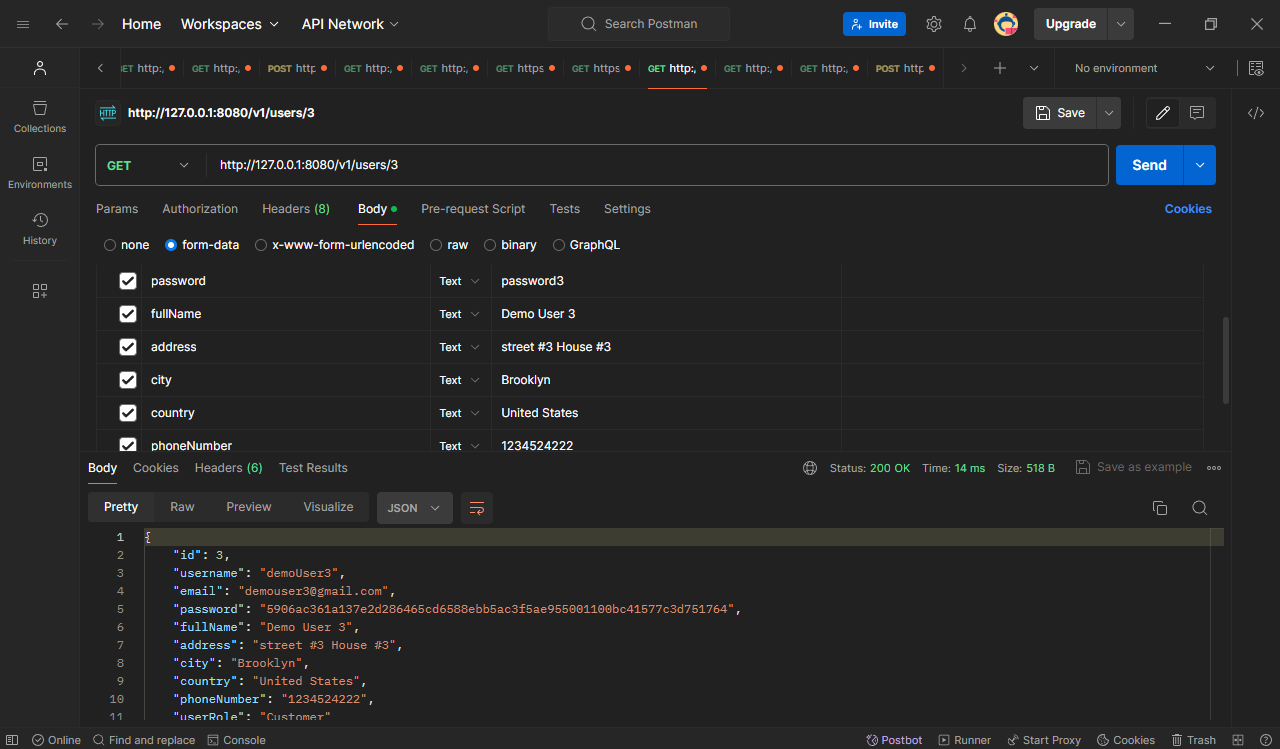 Home Workspaces API Network Search Postman Invite Upgrade
GET http:, GET http:, POST http GET http:, GET http:, GET https GET https GET http:, GET http:, GET http:, POST http No environment
HTTP http://127.0.0.1:8080/v1/users/3 Save
Collections
Environments
History
GET http://127.0.0.1:8080/v1/users/3 Send
Params Authorization Headers (8) Body Pre-request Script Tests Settings Cookies
none form-data x-www-form-urlencoded raw binary GraphQL
password Text password3
fullName Text Demo User 3
address Text street #3 House #3
city Text Brooklyn
country Text United States
phoneNumber Text 1234524222
Body Cookies Headers (6) Test Results Status: 200 OK Time: 14 ms Size: 518 B Save as example
Pretty Raw Preview Visualize JSON
1 {
2 "id": 3,
3 "username": "demoUser3",
4 "email": "demouser3@gmail.com",
5 "password": "5906ac361a137e2d286465cd6588ebb5ac3f5ae955001100bc41577c3d751764",
6 "fullName": "Demo User 3",
7 "address": "street #3 House #3",
8 "city": "Brooklyn",
9 "country": "United States",
10 "phoneNumber": "1234524222",
11 "userRole": "Customer"
Online Find and replace Console Postbot Runner Start Proxy Cookies Trash